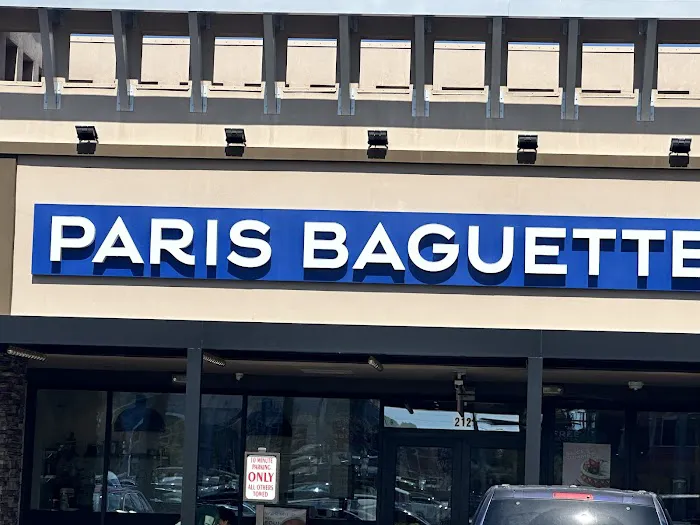 PARIS BAGUETTE
212
10 MINUTE
PARKING
ONLY
ALL OTHERS
TOWED